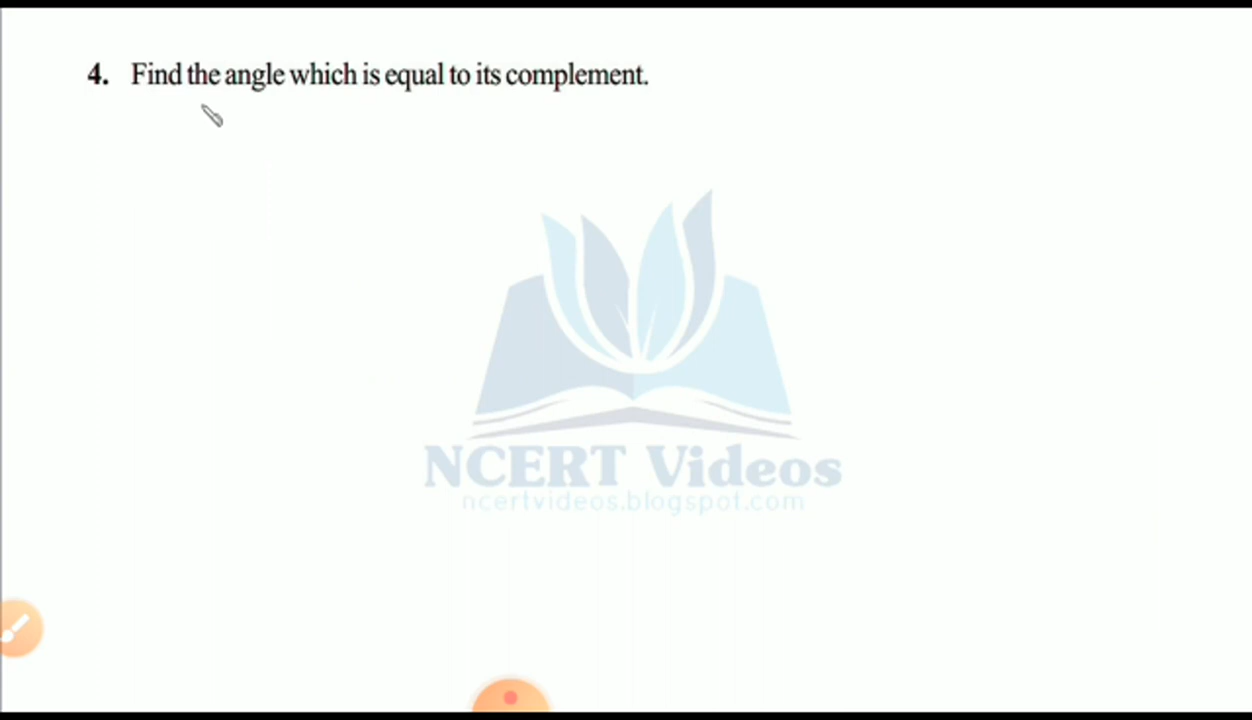 4. Find the angle which is equal to its complement.
NCERT Videos
ncertvideos.blogspot.com